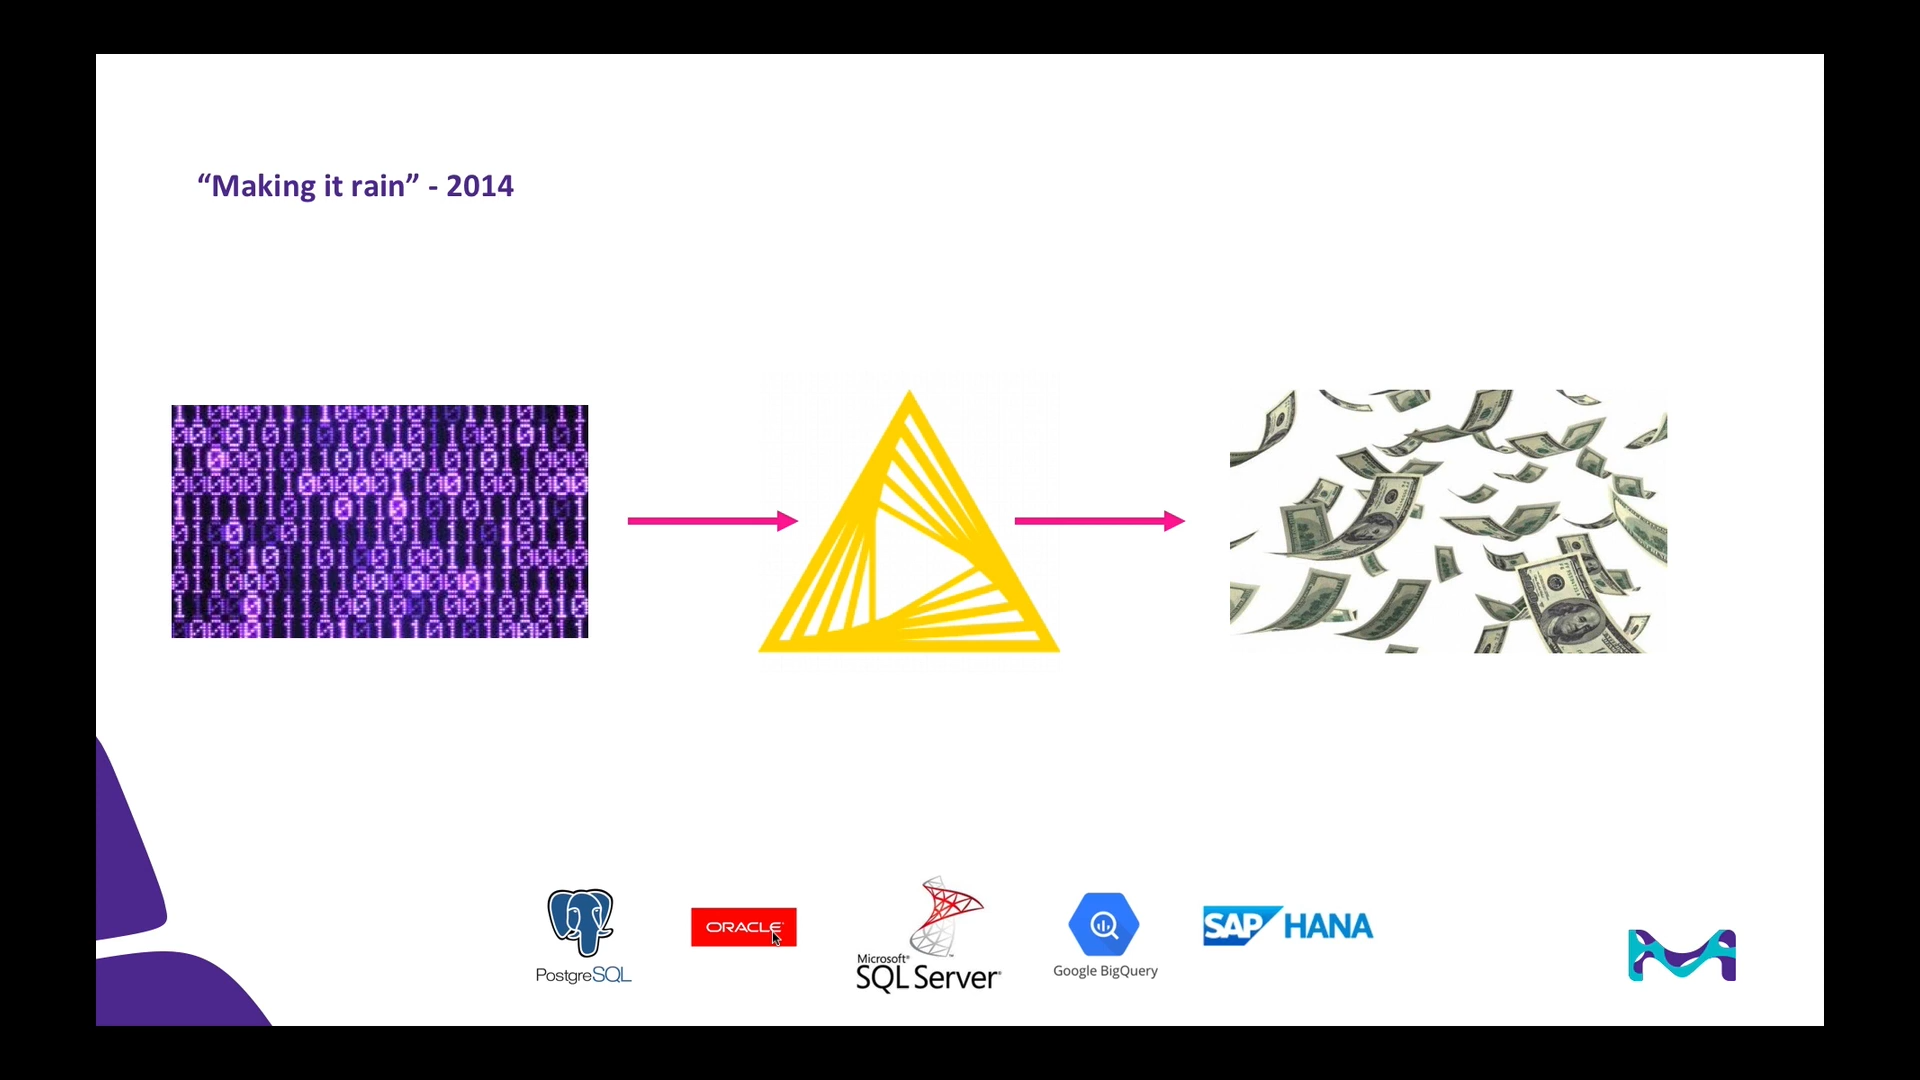 “Making it rain” - 2014
PostgreSQL
ORACLE
Microsoft®
SQL Server®
Google BigQuery
SAP HANA